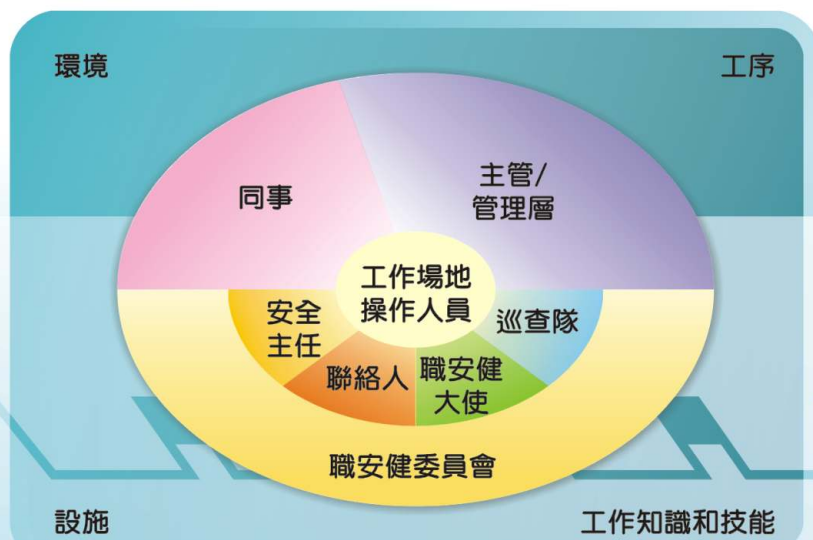 環境
工序
同事
主管/
管理層
工作場地
操作人員
安全
主任
巡查隊
聯絡人
職安健
大使
職安健委員會
設施
工作知識和技能